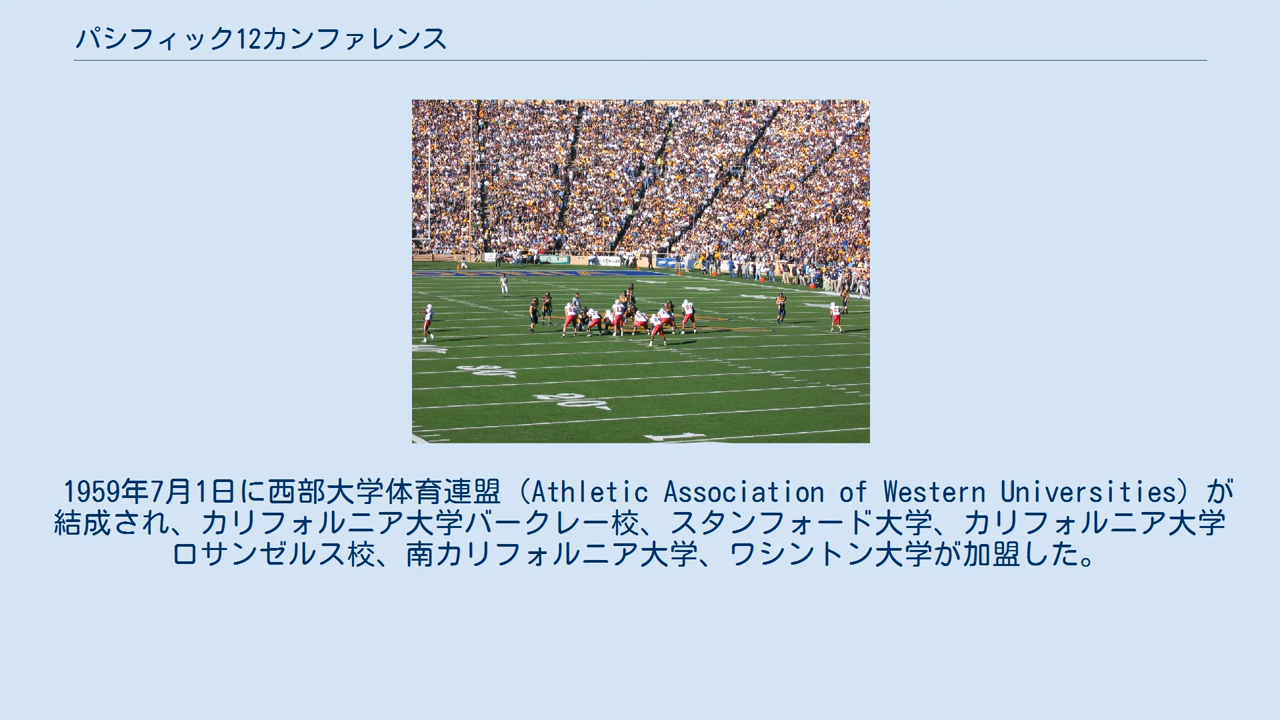 パシフィック12カンファレンス
30
20
1
1959年7月1日に西部大学体育連盟（Athletic Association of Western Universities）が
結成され、カリフォルニア大学バークレー校、スタンフォード大学、カリフォルニア大学
ロサンゼルス校、南カリフォルニア大学、ワシントン大学が加盟した。